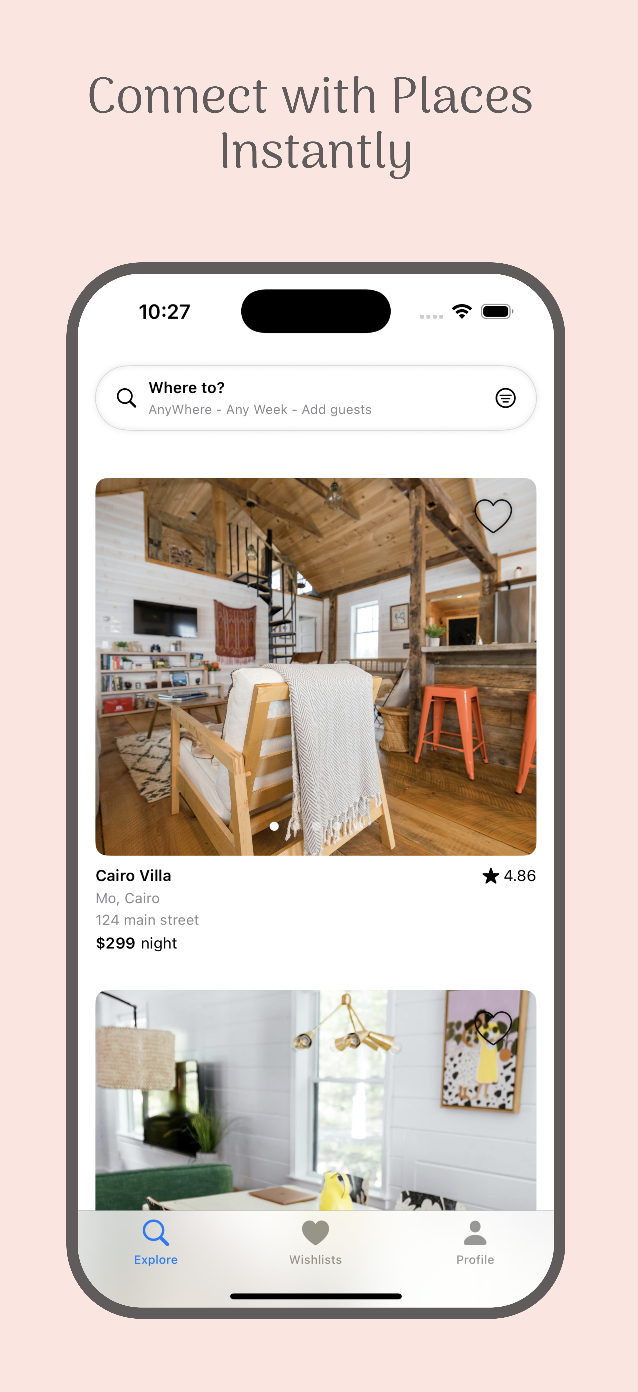 Connect with Places
Instantly
10:27
Where to?
AnyWhere - Any Week - Add guests
Cairo Villa
4.86
Mo, Cairo
124 main street
$299 night
Explore
Wishlists
Profile